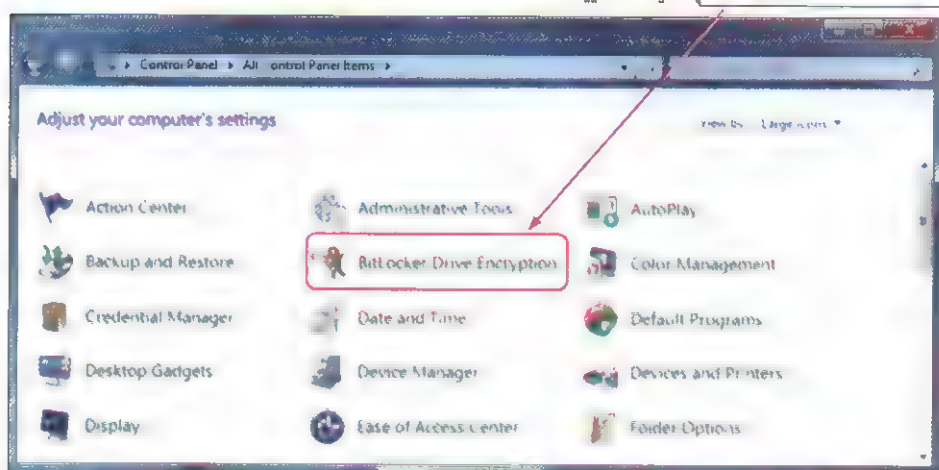 Control Panel ▸ All Control Panel Items ▸
Adjust your computer's settings
View by: Large icons
Action Center
Administrative Tools
AutoPlay
Backup and Restore
BitLocker Drive Encryption
Color Management
Credential Manager
Date and Time
Default Programs
Desktop Gadgets
Device Manager
Devices and Printers
Display
Ease of Access Center
Folder Options